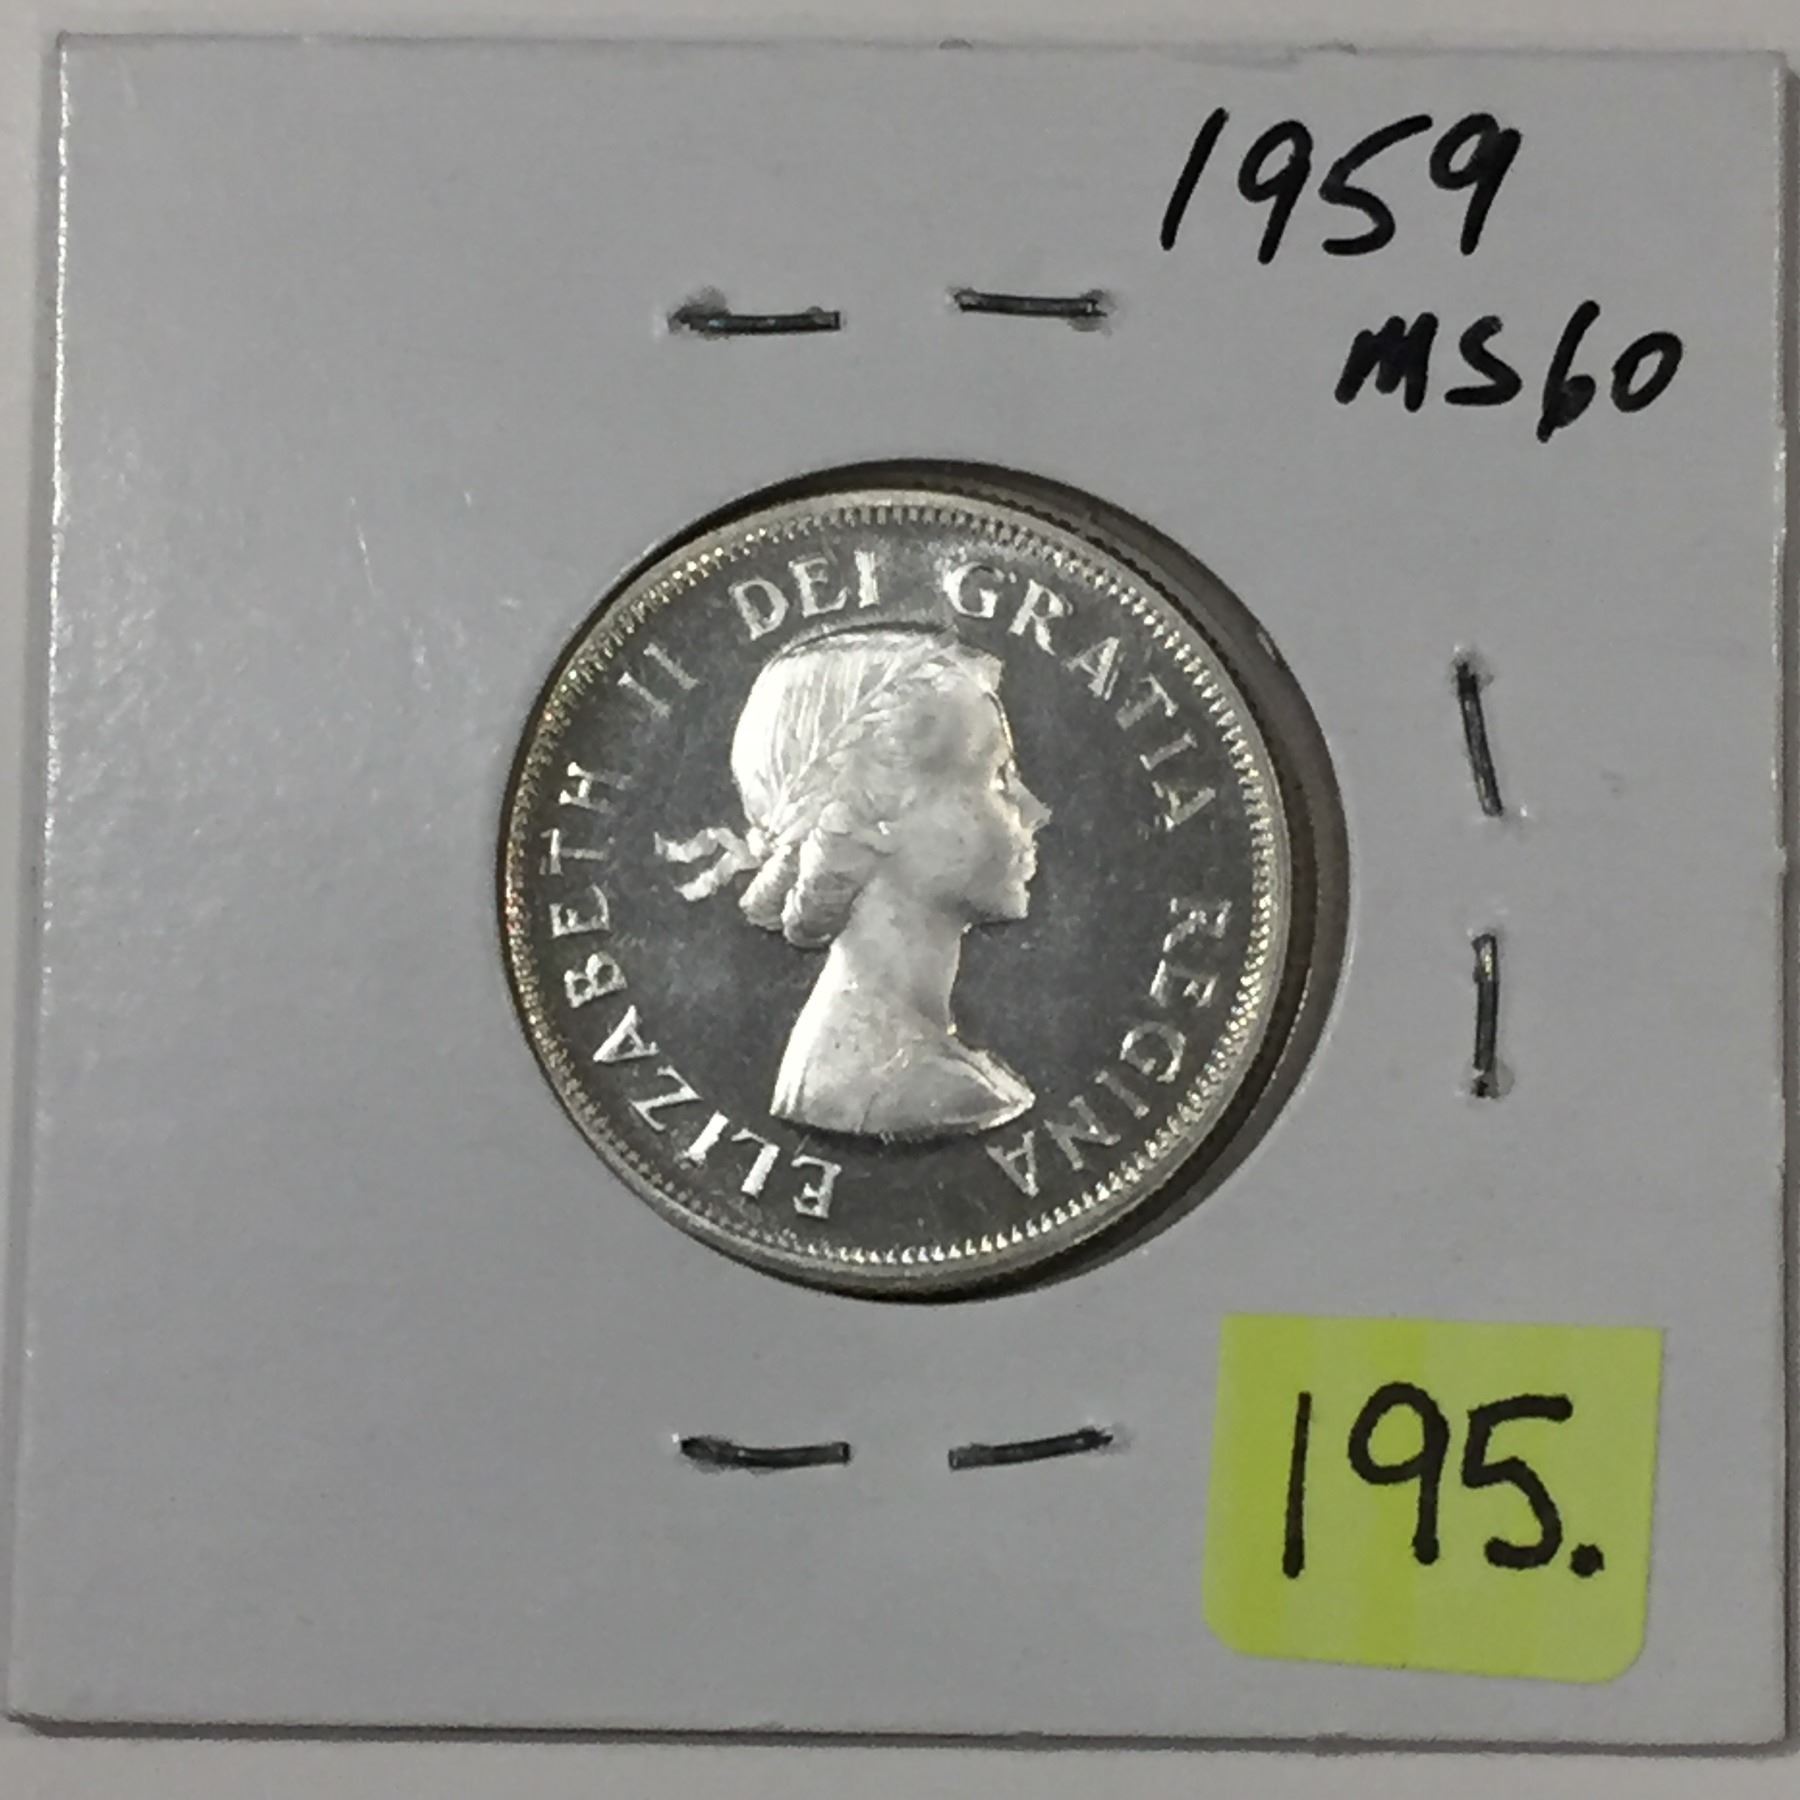 1959
MS60
ELIZABETH II DEI GRATIA REGINA
195.